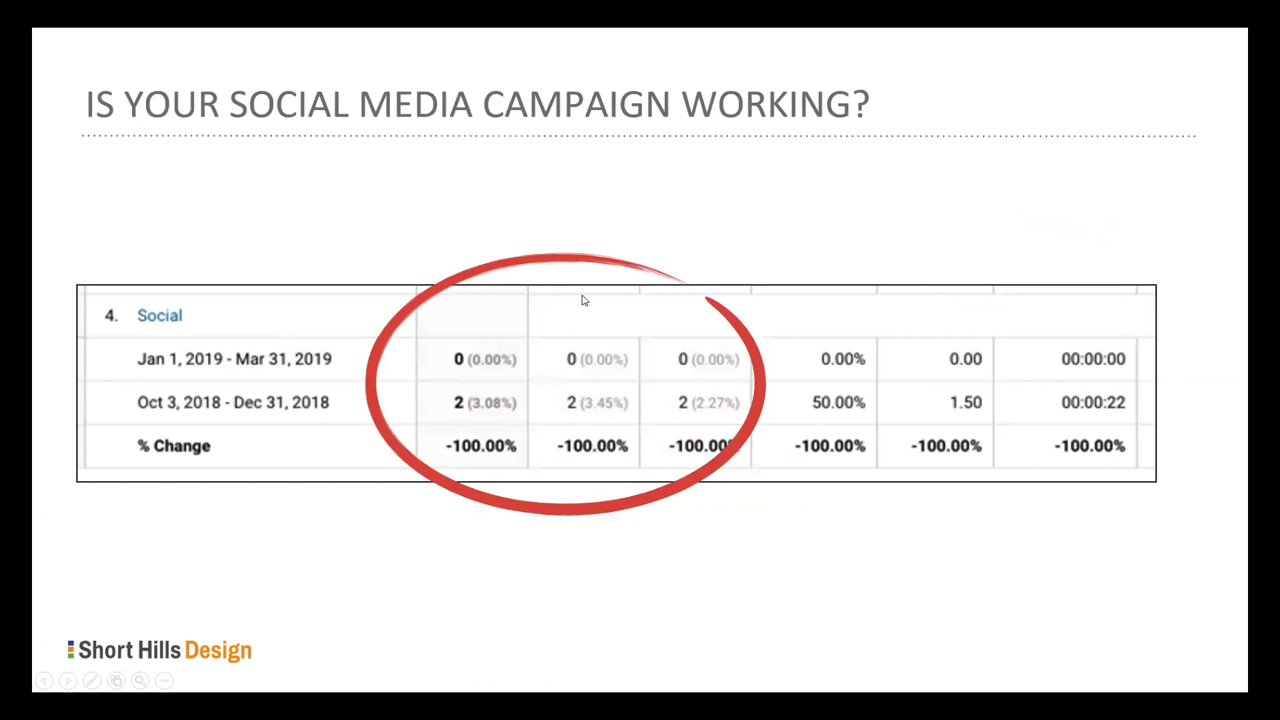 IS YOUR SOCIAL MEDIA CAMPAIGN WORKING?
4. Social
Jan 1, 2019 - Mar 31, 2019 0 (0.00%) 0 (0.00%) 0 (0.00%) 0.00% 0.00 00:00:00
Oct 3, 2018 - Dec 31, 2018 2 (3.08%) 2 (3.45%) 2 (2.27%) 50.00% 1.50 00:00:22
% Change -100.00% -100.00% -100.00% -100.00% -100.00% -100.00%
Short Hills Design